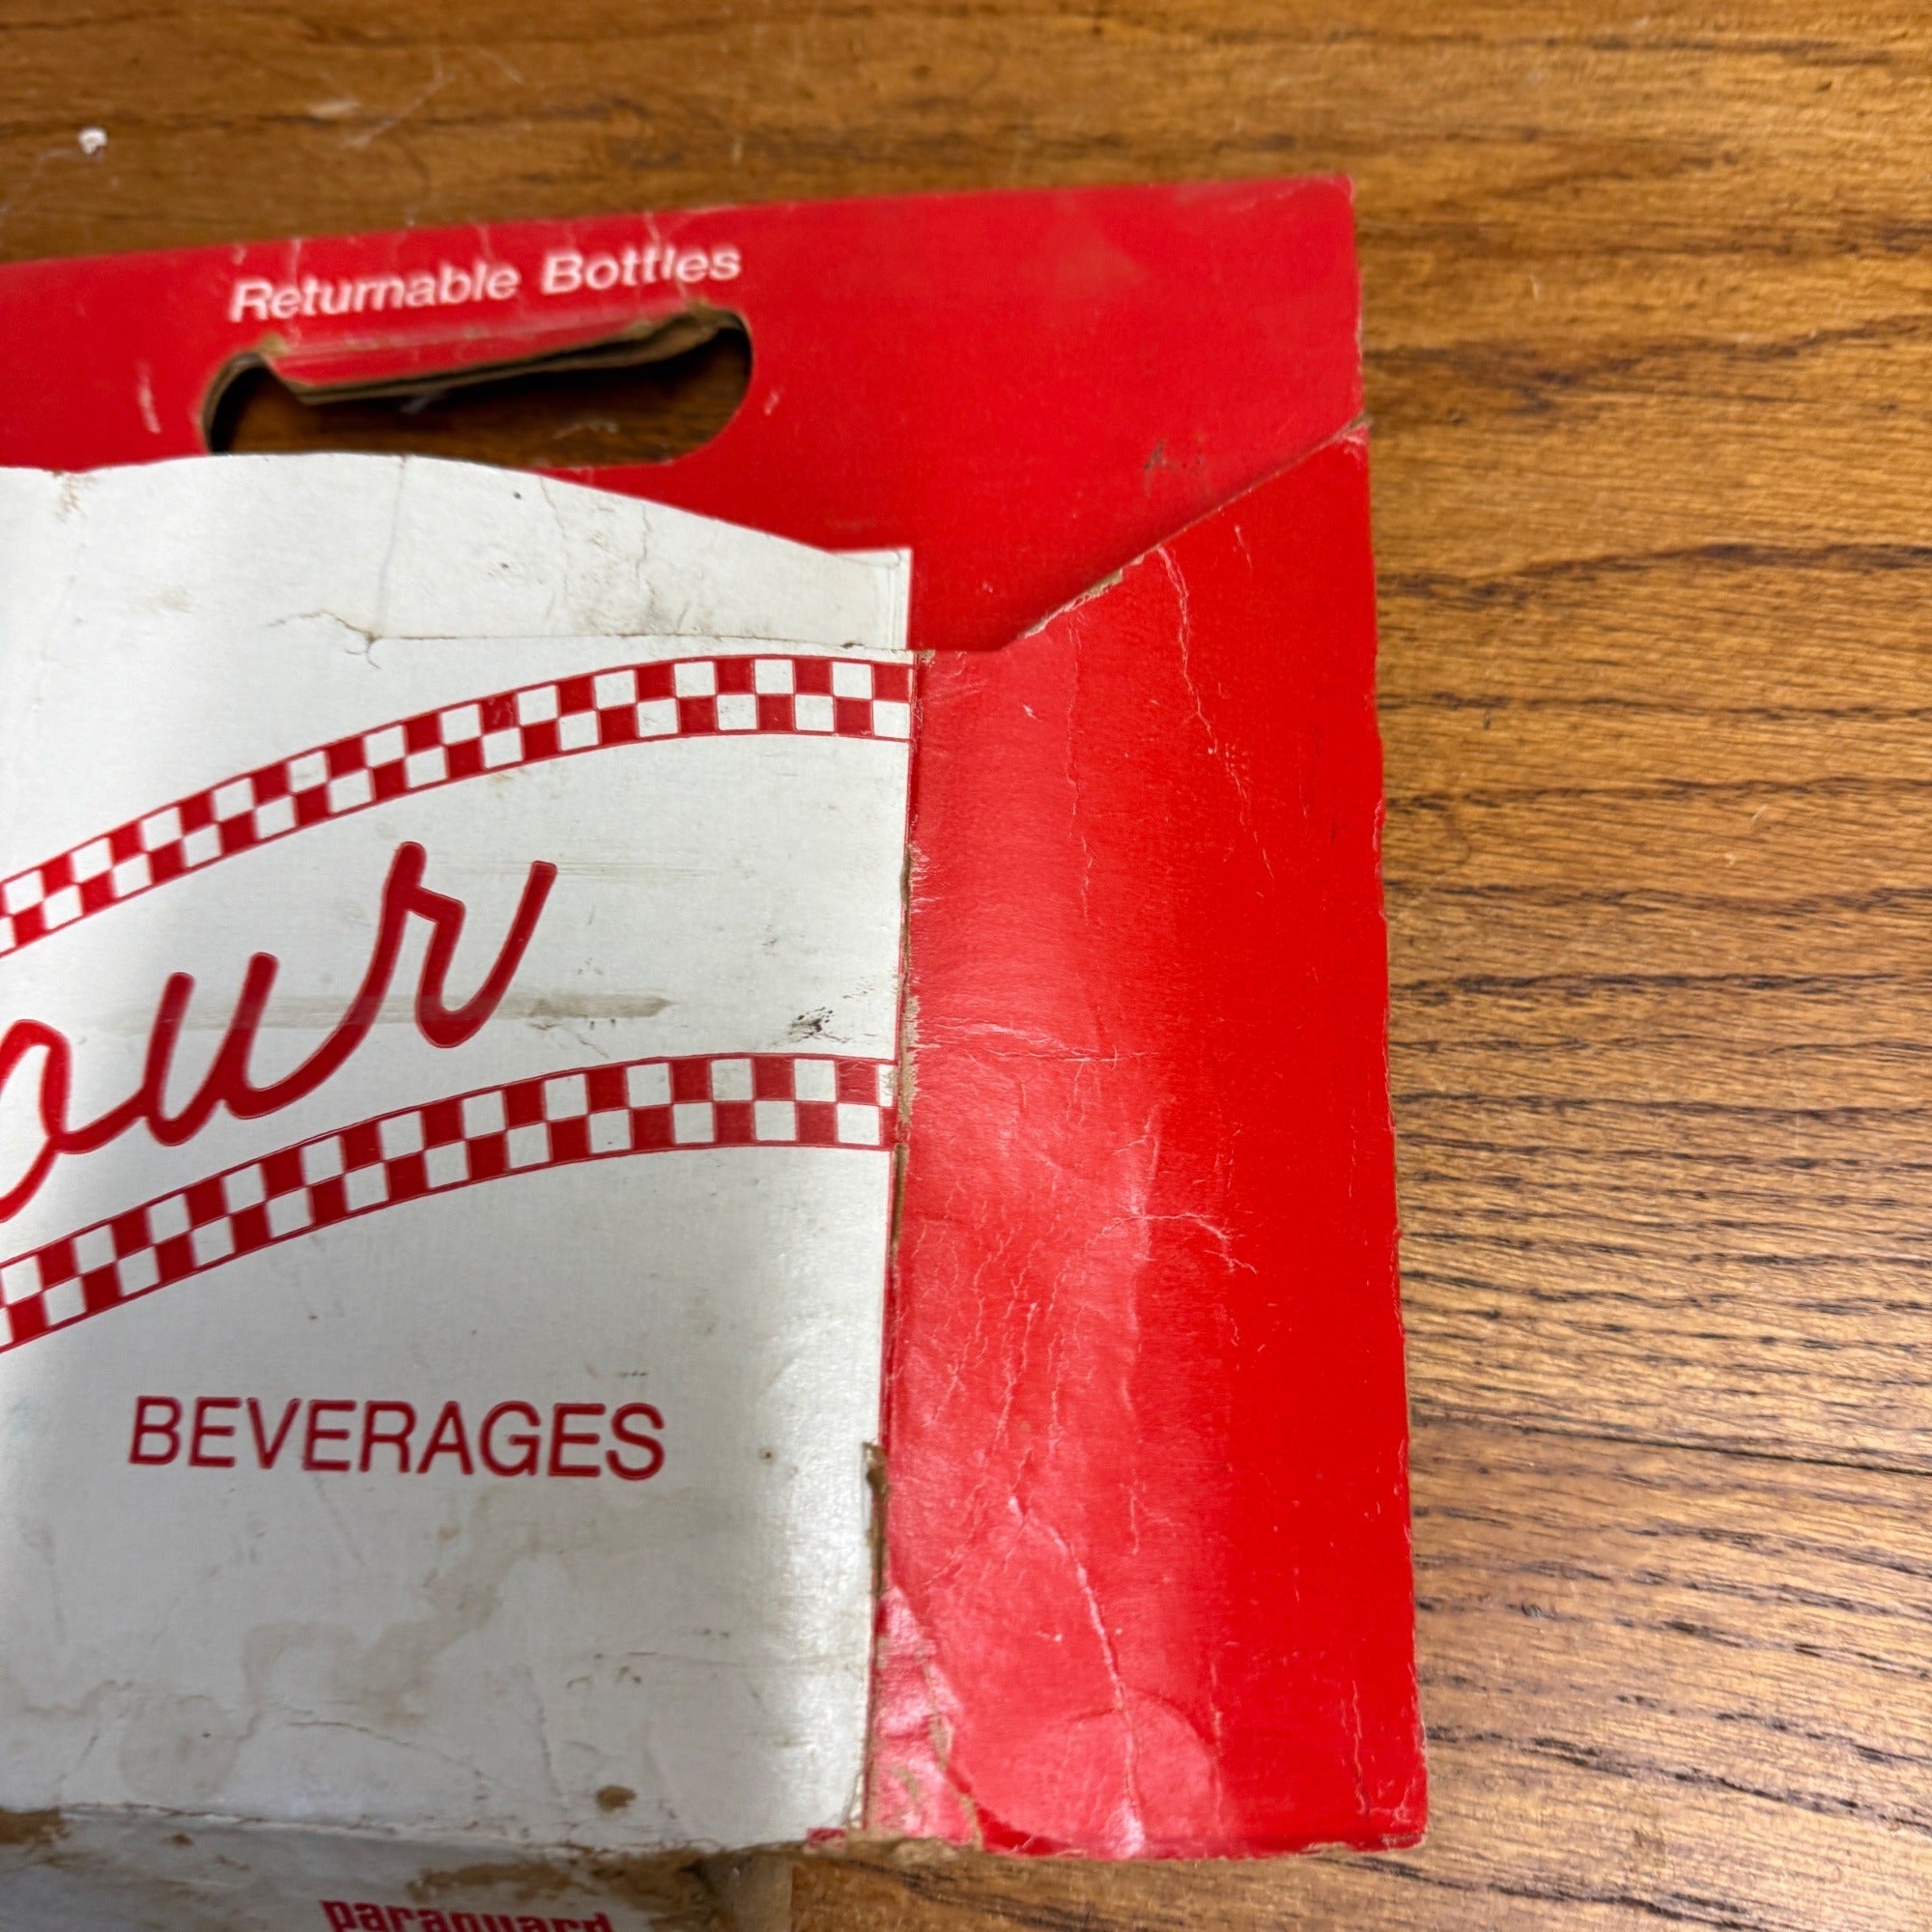 Returnable Bottles
our
BEVERAGES
paraguard